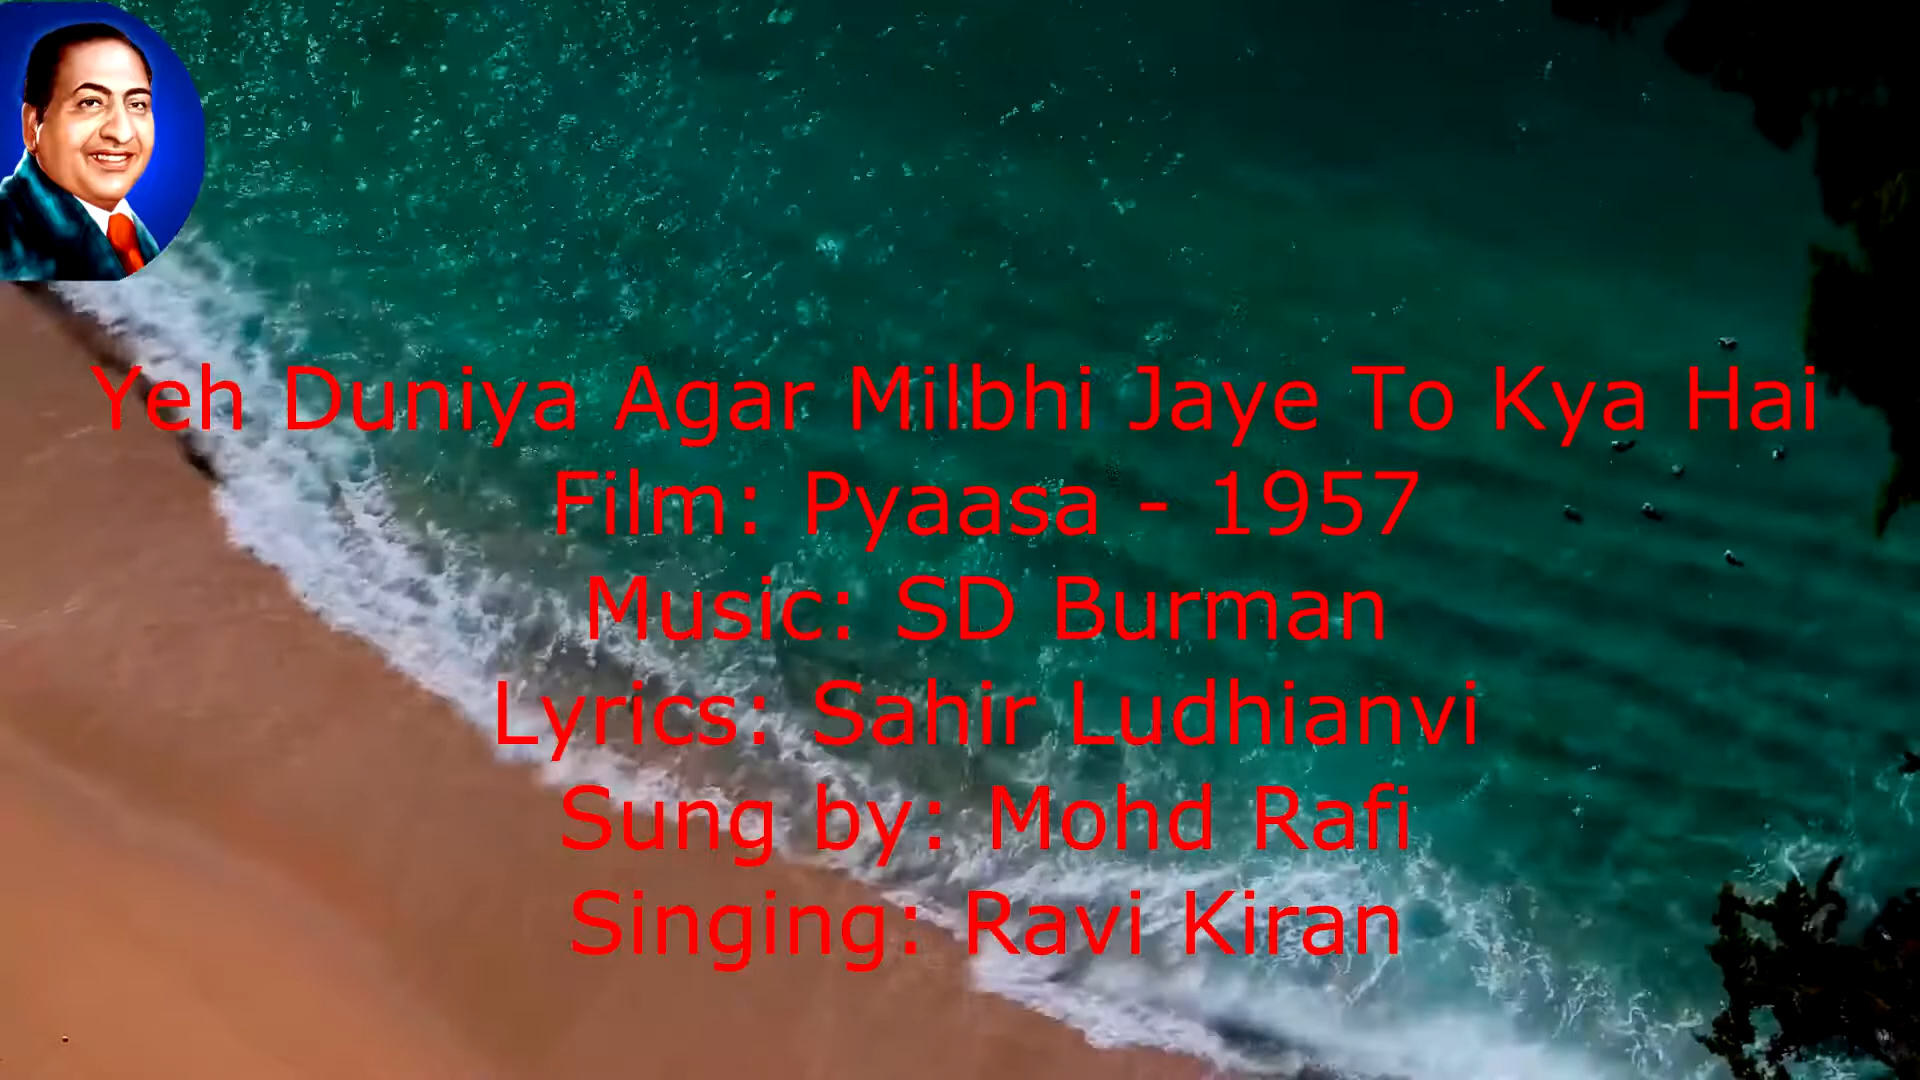 Yeh Duniya Agar Milbhi Jaye To Kya Hai
Film: Pyaasa - 1957
Music: SD Burman
Lyrics: Sahir Ludhianvi
Sung by: Mohd Rafi
Singing: Ravi Kiran